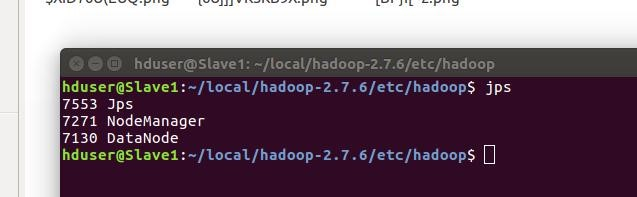 hduser@Slave1: ~/local/hadoop-2.7.6/etc/hadoop
hduser@Slave1:~/local/hadoop-2.7.6/etc/hadoop$ jps
7553 Jps
7271 NodeManager
7130 DataNode
hduser@Slave1:~/local/hadoop-2.7.6/etc/hadoop$